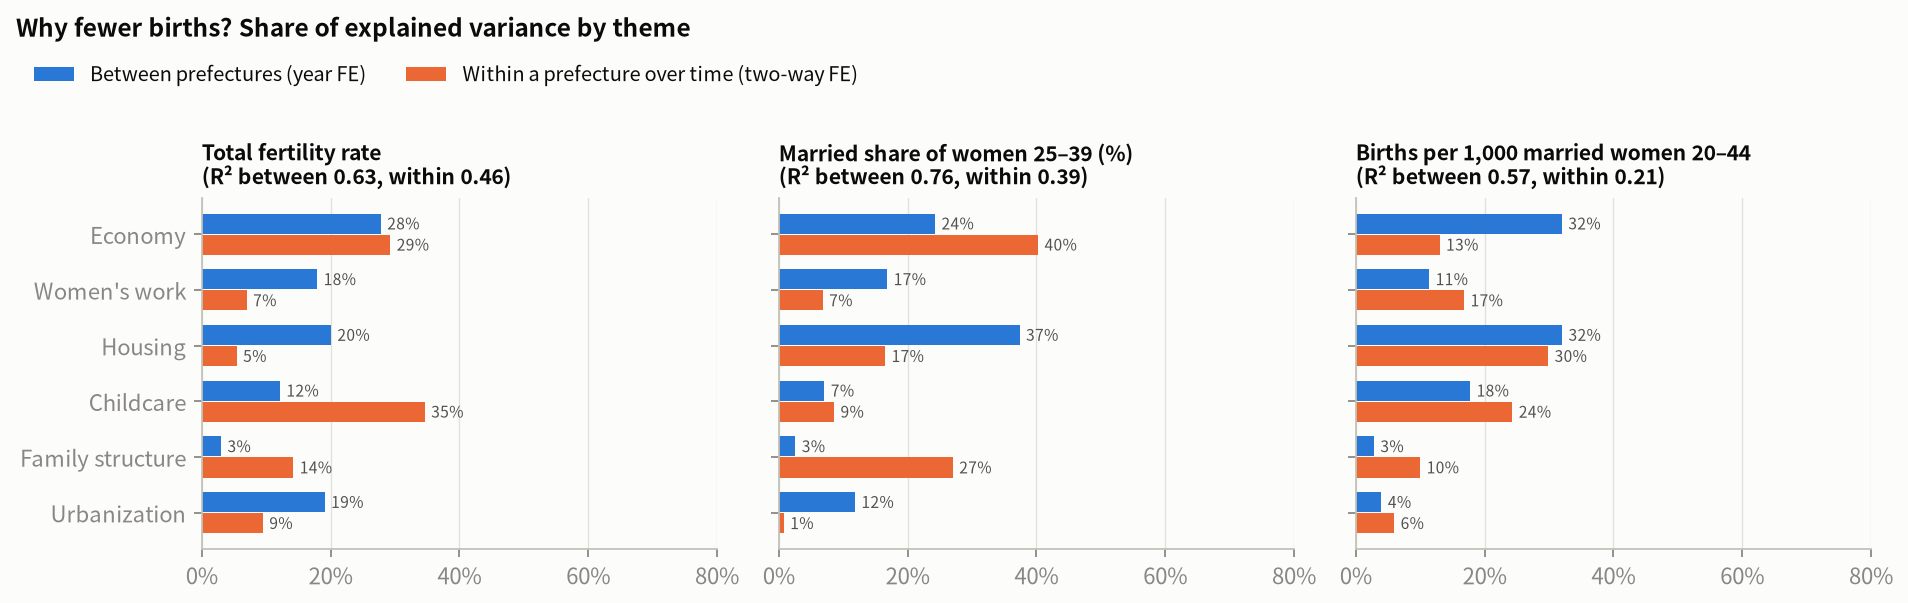 Why fewer births? Share of explained variance by theme
Between prefectures (year FE)
Within a prefecture over time (two-way FE)
Total fertility rate
(R² between 0.63, within 0.46)
Economy
28%
29%
Women's work
18%
7%
Housing
20%
5%
Childcare
12%
35%
Family structure
3%
14%
Urbanization
19%
9%
0% 20% 40% 60% 80%
Married share of women 25–39 (%)
(R² between 0.76, within 0.39)
24%
40%
17%
7%
37%
17%
7%
9%
3%
27%
12%
1%
0% 20% 40% 60% 80%
Births per 1,000 married women 20–44
(R² between 0.57, within 0.21)
32%
13%
11%
17%
32%
30%
18%
24%
3%
10%
4%
6%
0% 20% 40% 60% 80%